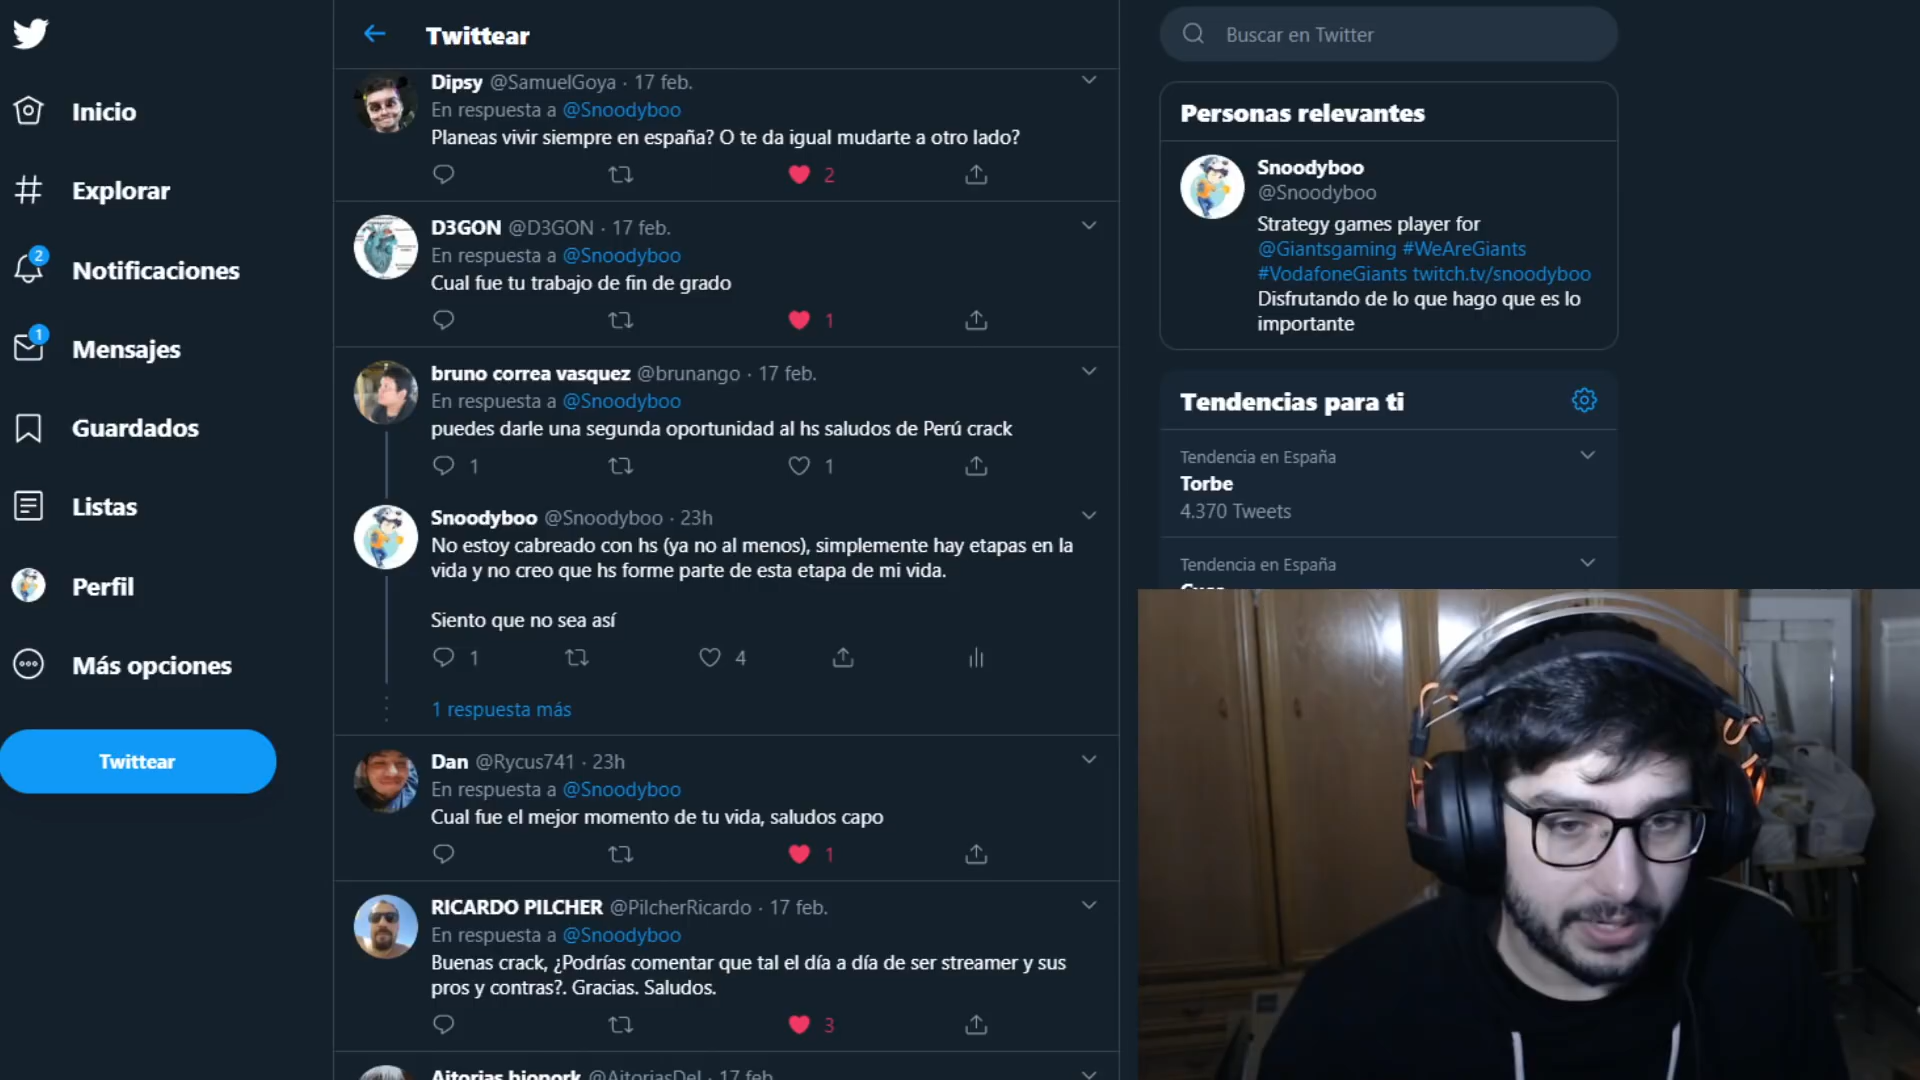 Inicio
Explorar
2
Notificaciones
1
Mensajes
Guardados
Listas
Perfil
Más opciones
Twittear
Twittear
Dipsy @SamuelGoya · 17 feb.
En respuesta a @Snoodyboo
Planeas vivir siempre en españa? O te da igual mudarte a otro lado?
2
D3GON @D3GON · 17 feb.
En respuesta a @Snoodyboo
Cual fue tu trabajo de fin de grado
1
bruno correa vasquez @brunango · 17 feb.
En respuesta a @Snoodyboo
puedes darle una segunda oportunidad al hs saludos de Perú crack
1 1
Snoodyboo @Snoodyboo · 23h
No estoy cabreado con hs (ya no al menos), simplemente hay etapas en la
vida y no creo que hs forme parte de esta etapa de mi vida.
Siento que no sea así
1 4
1 respuesta más
Dan @Rycus741 · 23h
En respuesta a @Snoodyboo
Cual fue el mejor momento de tu vida, saludos capo
1
RICARDO PILCHER @PilcherRicardo · 17 feb.
En respuesta a @Snoodyboo
Buenas crack, ¿Podrías comentar que tal el día a día de ser streamer y sus
pros y contras?. Gracias. Saludos.
3
Aitorias bionork @AitoriasDel · 17 feb.
Buscar en Twitter
Personas relevantes
Snoodyboo
@Snoodyboo
Strategy games player for
@Giantsgaming #WeAreGiants
#VodafoneGiants twitch.tv/snoodyboo
Disfrutando de lo que hago que es lo
importante
Tendencias para ti
Tendencia en España
Torbe
4.370 Tweets
Tendencia en España